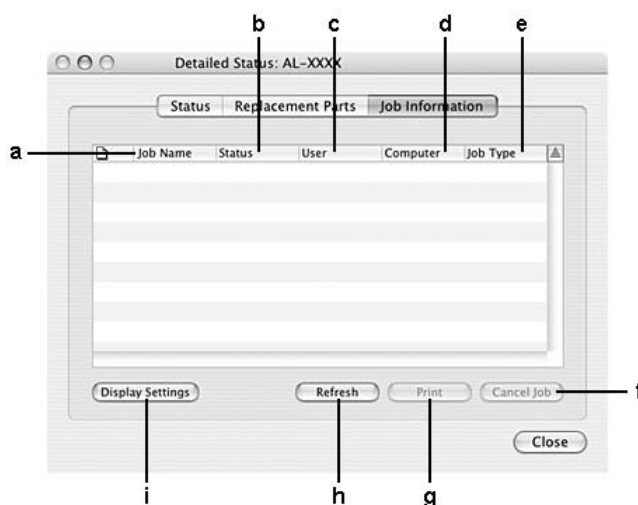 b c d e
Detailed Status: AL-XXXX
Status Replacement Parts Job Information
a Job Name Status User Computer Job Type
Display Settings Refresh Print Cancel Job f
Close
i h g